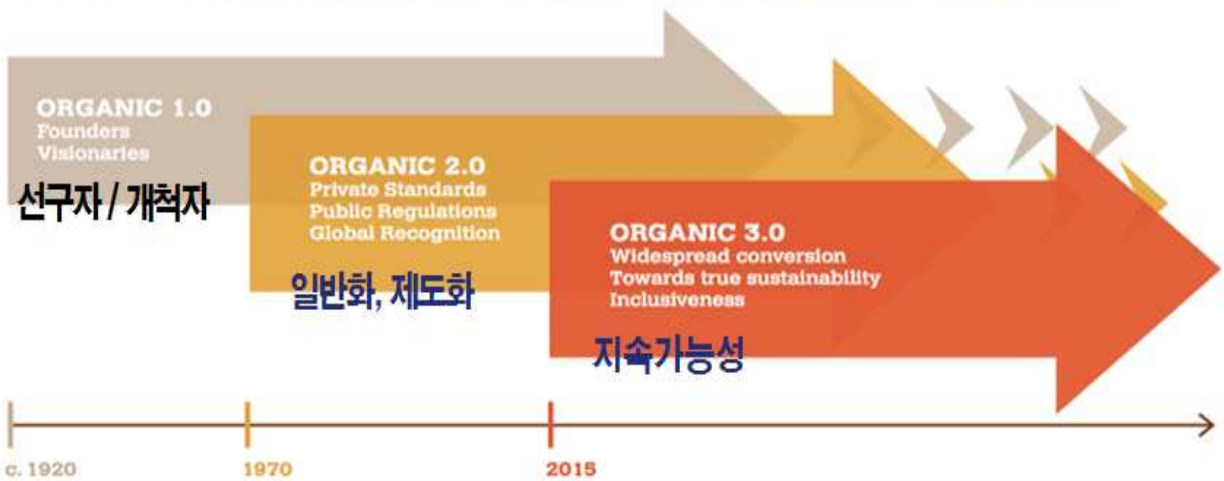 ORGANIC 1.0
Founders
Visionaries
선구자 / 개척자
ORGANIC 2.0
Private Standards
Public Regulations
Global Recognition
일반화, 제도화
ORGANIC 3.0
Widespread conversion
Towards true sustainability
Inclusiveness
지속가능성
c. 1920
1970
2015